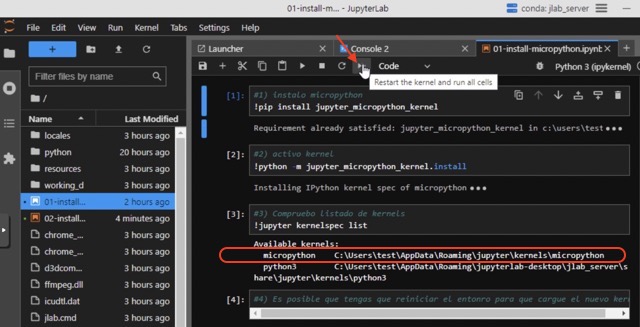 01-install-m... - JupyterLab
conda: jlab_server
File Edit View Run Kernel Tabs Settings Help
Filter files by name
/
Name Last Modified
locales 3 hours ago
python 20 hours ago
resources 3 hours ago
working_d 3 hours ago
01-install... 2 hours ago
02-install... 4 minutes ago
chrome_... 3 hours ago
chrome_... 3 hours ago
d3dcom... 3 hours ago
ffmpeg.dll 3 hours ago
icudtl.dat 3 hours ago
jlab.cmd 3 hours ago
Launcher
Console 2
01-install-micropython.ipynb
Code
Python 3 (ipykernel)
Restart the kernel and run all cells
[1]: #1) instalo micropython
!pip install jupyter_micropython_kernel
Requirement already satisfied: jupyter_micropython_kernel in c:\users\test•••
[2]: #2) activo kernel
!python -m jupyter_micropython_kernel.install
Installing IPython kernel spec of micropython•••
[3]: #3) Compruebo listado de kernels
!jupyter kernelspec list
Available kernels:
micropython C:\Users\test\AppData\Roaming\jupyter\kernels\micropython
python3 C:\Users\test\AppData\Roaming\jupyterlab-desktop\jlab_server\s
hare\jupyter\kernels\python3
[4]: #4) Es posible que tengas que reiniciar el entonro para que cargue el nuevo ker